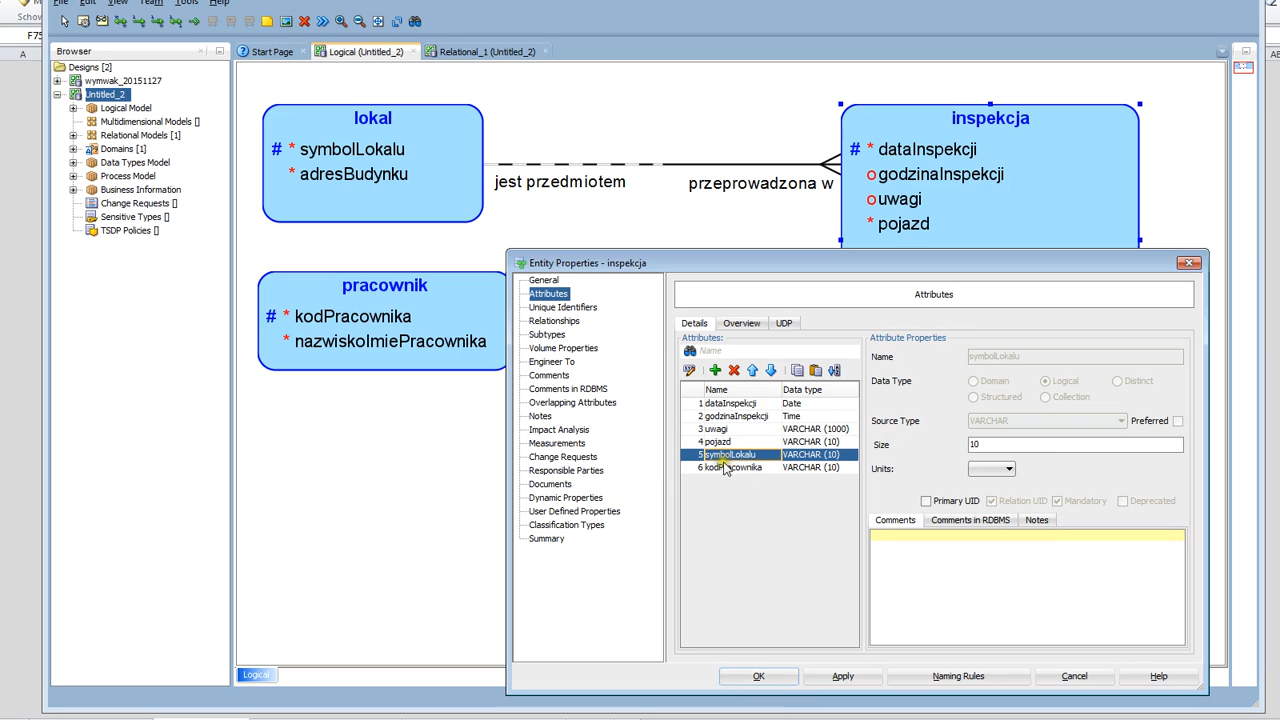 File Edit View Team Tools Help
Schov
F75
A
AB
Browser
Start Page
Logical (Untitled_2)
Relational_1 (Untitled_2)
Designs [2]
wymwak_20151127
Untitled_2
Logical Model
Multidimensional Models []
Relational Models [1]
Domains [1]
Data Types Model
Process Model
Business Information
Change Requests []
Sensitive Types []
TSDP Policies []
lokal
# * symbolLokalu
* adresBudynku
jest przedmiotem
przeprowadzona w
inspekcja
# * dataInspekcji
o godzinaInspekcji
o uwagi
* pojazd
pracownik
# * kodPracownika
* nazwiskoImiePracownika
Logical
Entity Properties - inspekcja
General
Attributes
Unique Identifiers
Relationships
Subtypes
Volume Properties
Engineer To
Comments
Comments in RDBMS
Overlapping Attributes
Notes
Impact Analysis
Measurements
Change Requests
Responsible Parties
Documents
Dynamic Properties
User Defined Properties
Classification Types
Summary
Attributes
Details Overview UDP
Attributes:
Name
Name Data type
1 dataInspekcji Date
2 godzinaInspekcji Time
3 uwagi VARCHAR (1000)
4 pojazd VARCHAR (10)
5 symbolLokalu VARCHAR (10)
6 kodPracownika VARCHAR (10)
Attribute Properties
Name symbolLokalu
Data Type Domain Logical Distinct
Structured Collection
Source Type VARCHAR Preferred
Size 10
Units:
Primary UID Relation UID Mandatory Deprecated
Comments Comments in RDBMS Notes
OK Apply Naming Rules Cancel Help